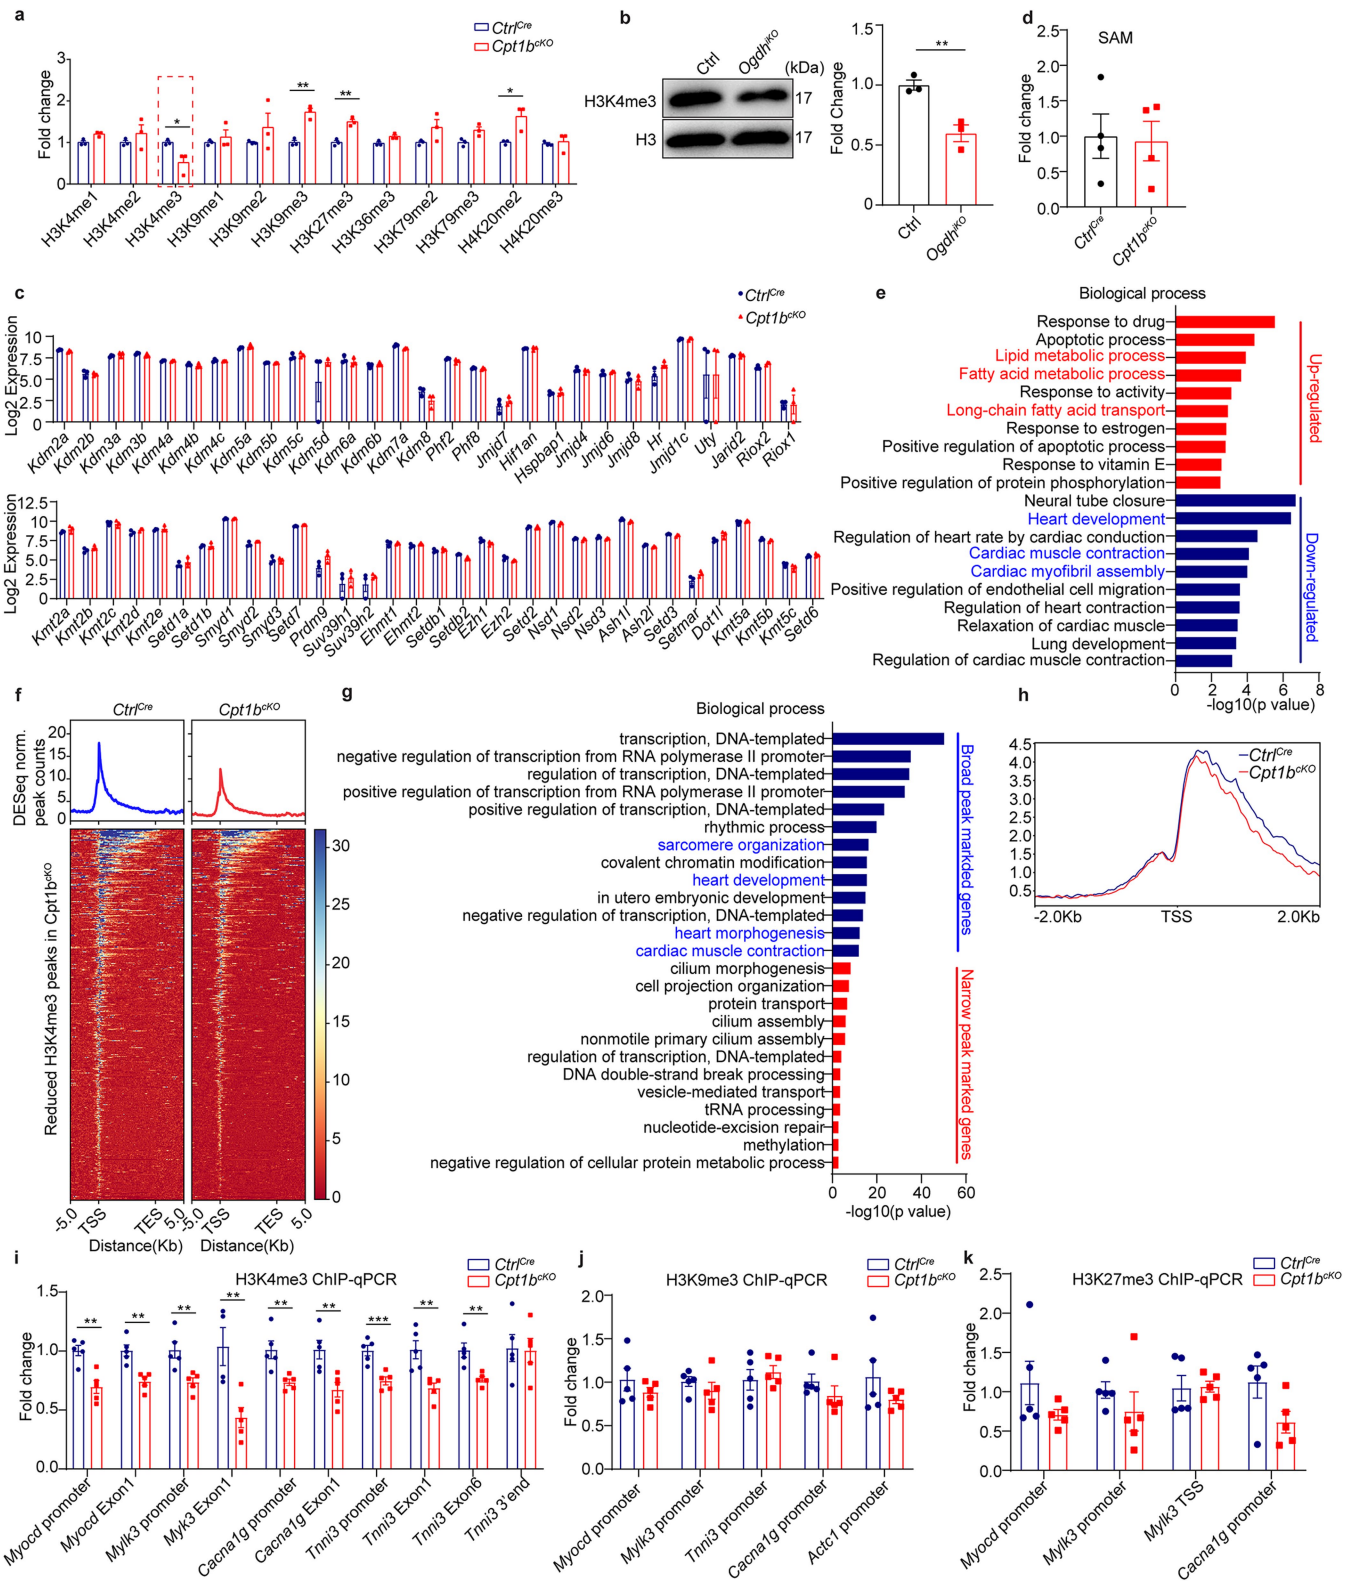 a
Ctrl^Cre
Cpt1b^cKO
Fold change
3
2
1
0
*
**
**
*
H3K4me1
H3K4me2
H3K4me3
H3K9me1
H3K9me2
H3K9me3
H3K27me3
H3K36me3
H3K79me2
H3K79me3
H4K20me2
H4K20me3
b
Ctrl
Ogdh^iKO
(kDa)
H3K4me3
17
H3
17
Fold Change
1.5
1.0
0.5
0
**
Ctrl
Ogdh^iKO
d
SAM
Fold change
2.5
2.0
1.5
1.0
0.5
0.0
Ctrl^Cre
Cpt1b^cKO
c
Ctrl^Cre
Cpt1b^cKO
Log2 Expression
10
7.5
5.0
2.5
Kdm2a
Kdm2b
Kdm3a
Kdm3b
Kdm4a
Kdm4b
Kdm4c
Kdm5a
Kdm5b
Kdm5c
Kdm5d
Kdm6a
Kdm6b
Kdm7a
Kdm8
Phf2
Phf8
Jmjd7
Hif1an
Hspbap1
Jmjd4
Jmjd6
Jmjd8
Hr
Jmjd1c
Uty
Jarid2
Riox2
Riox1
Log2 Expression
12.5
10.0
7.5
5.0
2.5
Kmt2a
Kmt2b
Kmt2c
Kmt2d
Kmt2e
Setd1a
Setd1b
Smyd1
Smyd2
Smyd3
Setd7
Prdm9
Suv39h1
Suv39h2
Ehmt1
Ehmt2
Setdb1
Setdb2
Ezh1
Ezh2
Setd2
Nsd1
Nsd2
Nsd3
Ash1l
Ash2l
Setd3
Setmar
Dot1l
Kmt5a
Kmt5b
Kmt5c
Setd6
e
Biological process
Response to drug
Apoptotic process
Lipid metabolic process
Fatty acid metabolic process
Response to activity
Long-chain fatty acid transport
Response to estrogen
Positive regulation of apoptotic process
Response to vitamin E
Positive regulation of protein phosphorylation
Neural tube closure
Heart development
Regulation of heart rate by cardiac conduction
Cardiac muscle contraction
Cardiac myofibril assembly
Positive regulation of endothelial cell migration
Regulation of heart contraction
Relaxation of cardiac muscle
Lung development
Regulation of cardiac muscle contraction
Up-regulated
Down-regulated
0 2 4 6 8
-log10(p value)
f
Ctrl^Cre
Cpt1b^cKO
DESeq norm.
peak counts
20
15
10
5
0
Reduced H3K4me3 peaks in Cpt1b^cKO
30
25
20
15
10
5
0
-5.0 TSS TES 5.0
-5.0 TSS TES 5.0
Distance(Kb) Distance(Kb)
g
Biological process
transcription, DNA-templated
negative regulation of transcription from RNA polymerase II promoter
regulation of transcription, DNA-templated
positive regulation of transcription from RNA polymerase II promoter
positive regulation of transcription, DNA-templated
rhythmic process
sarcomere organization
covalent chromatin modification
heart development
in utero embryonic development
negative regulation of transcription, DNA-templated
heart morphogenesis
cardiac muscle contraction
cilium morphogenesis
cell projection organization
protein transport
cilium assembly
nonmotile primary cilium assembly
regulation of transcription, DNA-templated
DNA double-strand break processing
vesicle-mediated transport
tRNA processing
nucleotide-excision repair
methylation
negative regulation of cellular protein metabolic process
Broad peak markded genes
Narrow peak marked genes
0 20 40 60
-log10(p value)
h
Ctrl^Cre
Cpt1b^cKO
4.5
4.0
3.5
3.0
2.5
2.0
1.5
1.0
0.5
-2.0Kb TSS 2.0Kb
i
H3K4me3 ChIP-qPCR
Ctrl^Cre
Cpt1b^cKO
Fold change
1.5
1.0
0.5
0.0
**
**
**
**
**
**
***
**
**
Myocd promoter
Myocd Exon1
Mylk3 promoter
Myk3 Exon1
Cacna1g promoter
Cacna1g Exon1
Tnni3 promoter
Tnni3 Exon1
Tnni3 Exon6
Tnni3 3'end
j
H3K9me3 ChIP-qPCR
Ctrl^Cre
Cpt1b^cKO
Fold change
2.0
1.5
1.0
0.5
0.0
Myocd promoter
Mylk3 promoter
Tnni3 promoter
Cacna1g promoter
Actc1 promoter
k
H3K27me3 ChIP-qPCR
Ctrl^Cre
Cpt1b^cKO
Fold change
2.5
2.0
1.5
1.0
0.5
0.0
Myocd promoter
Mylk3 promoter
Mylk3 TSS
Cacna1g promoter